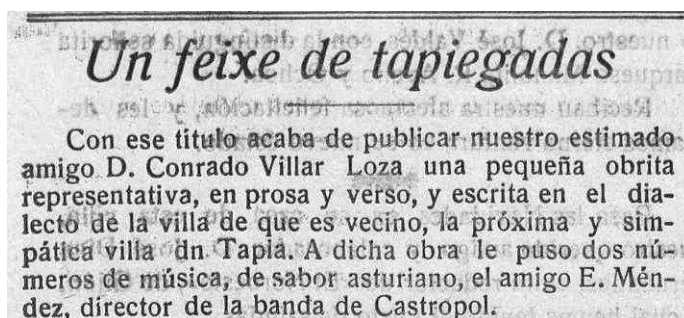 Un feixe de tapiegadas
Con ese titulo acaba de publicar nuestro estimado
amigo D. Conrado Villar Loza una pequeña obrita
representativa, en prosa y verso, y escrita en el dia-
lecto de la villa de que es vecino, la próxima y sim-
pática villa dn Tapia. A dicha obra le puso dos nú-
meros de música, de sabor asturiano, el amigo E. Mén-
dez, director de la banda de Castropol.